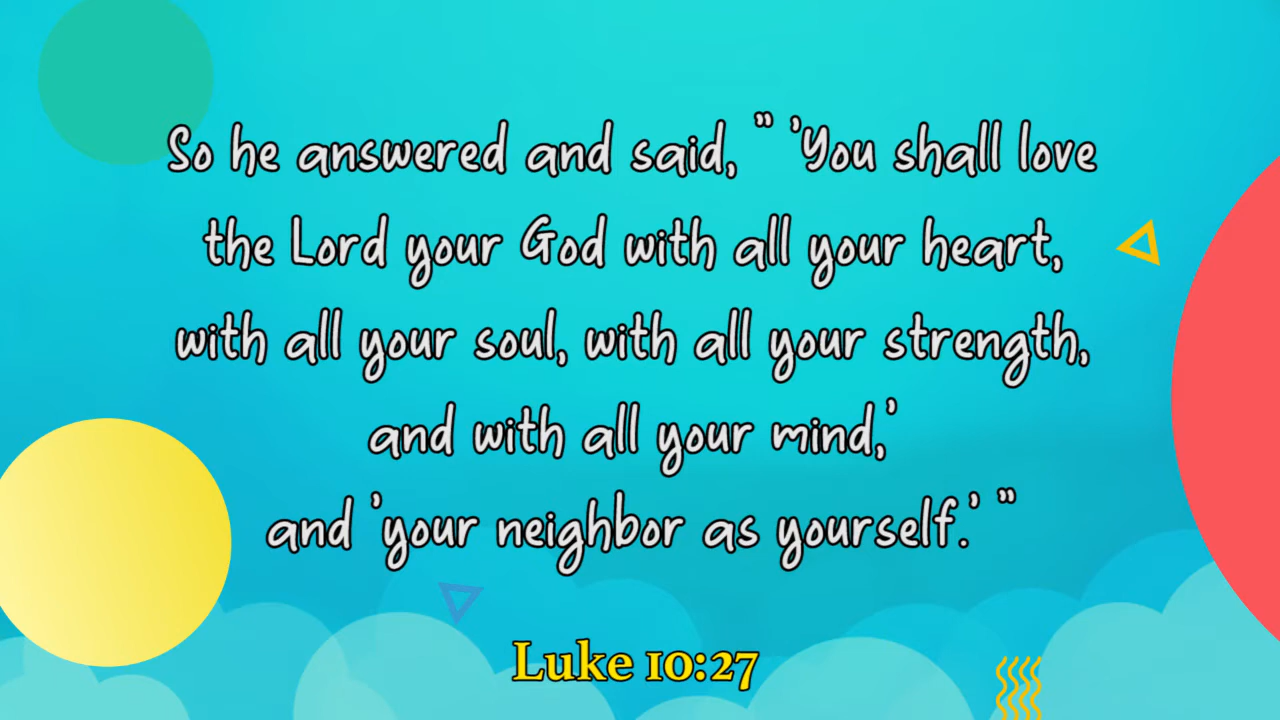 So he answered and said, " 'You shall love
the Lord your God with all your heart,
with all your soul, with all your strength,
and with all your mind,'
and 'your neighbor as yourself.' "
Luke 10:27